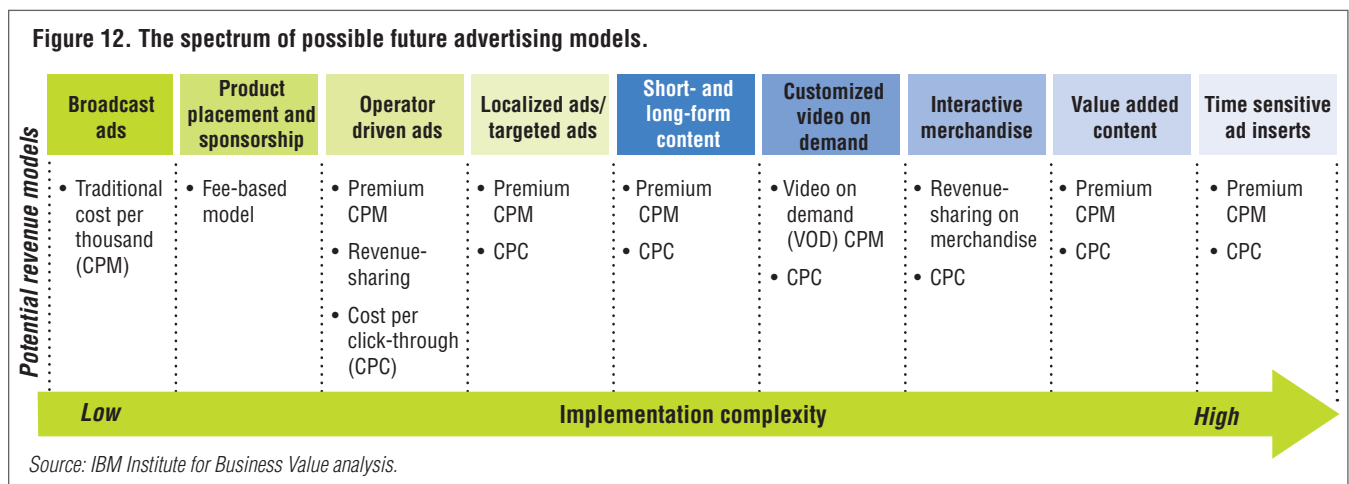 Figure 12. The spectrum of possible future advertising models.
Potential revenue models
Broadcast
ads
Product
placement and
sponsorship
Operator
driven ads
Localized ads/
targeted ads
Short- and
long-form
content
Customized
video on
demand
Interactive
merchandise
Value added
content
Time sensitive
ad inserts
• Traditional
cost per
thousand
(CPM)
• Fee-based
model
• Premium
CPM
• Revenue-
sharing
• Cost per
click-through
(CPC)
• Premium
CPM
• CPC
• Premium
CPM
• CPC
• Video on
demand
(VOD) CPM
• CPC
• Revenue-
sharing on
merchandise
• CPC
• Premium
CPM
• CPC
• Premium
CPM
• CPC
Low
Implementation complexity
High
Source: IBM Institute for Business Value analysis.